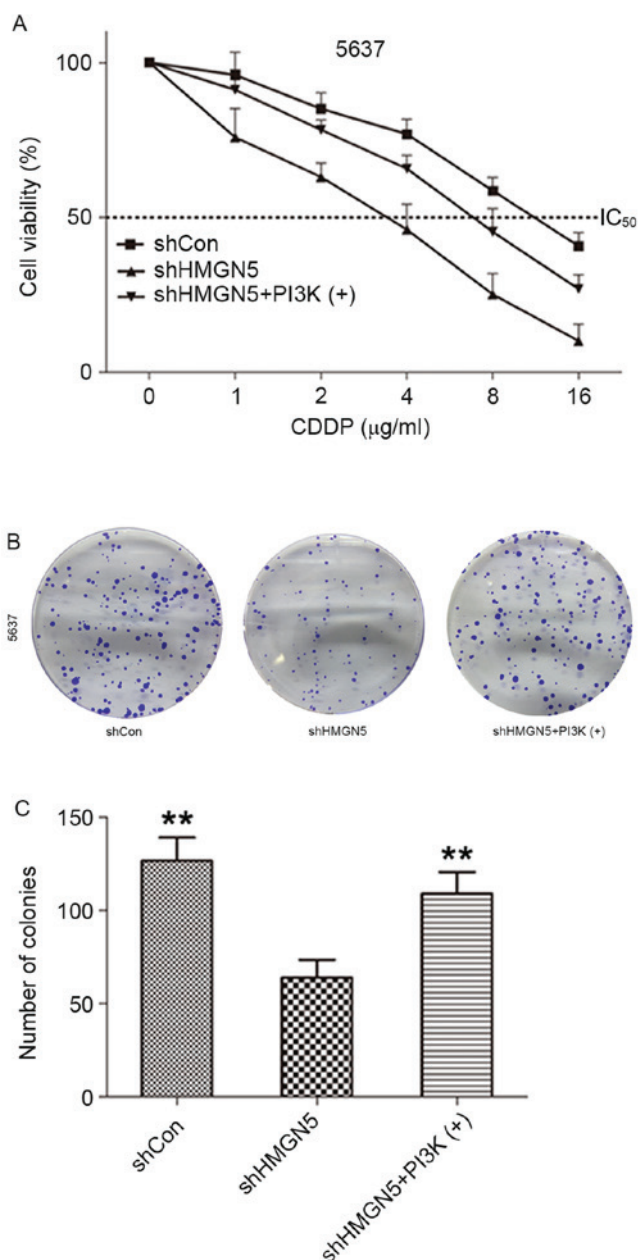 A
5637
100
50
0
Cell viability (%)
IC50
shCon
shHMGN5
shHMGN5+PI3K (+)
0 1 2 4 8 16
CDDP (μg/ml)
B
5637
shCon shHMGN5 shHMGN5+PI3K (+)
C
150
100
50
0
Number of colonies
** **
shCon
shHMGN5
shHMGN5+PI3K (+)